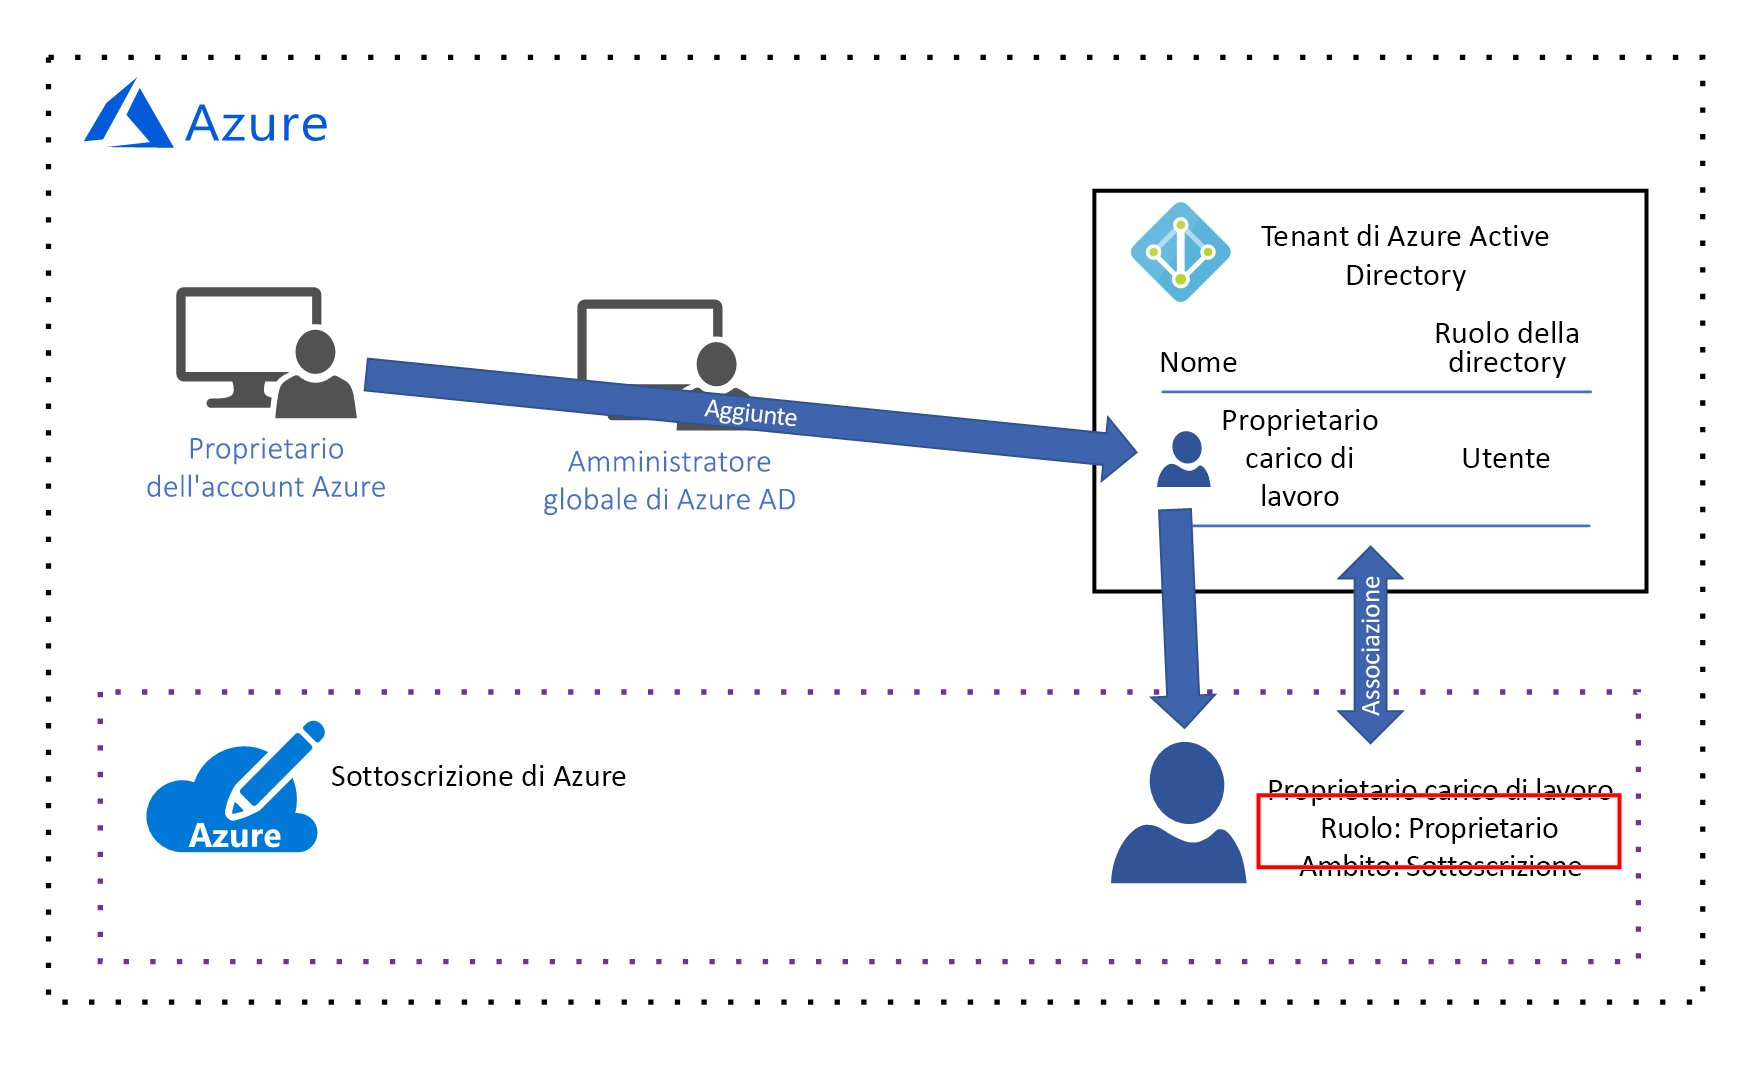 Azure
Tenant di Azure Active
Directory
Nome
Ruolo della
directory
Proprietario
carico di
lavoro
Utente
Aggiunte
Proprietario
dell'account Azure
Amministratore
globale di Azure AD
Associazione
Azure
Sottoscrizione di Azure
Proprietario carico di lavoro
Ruolo: Proprietario
Ambito: Sottoscrizione